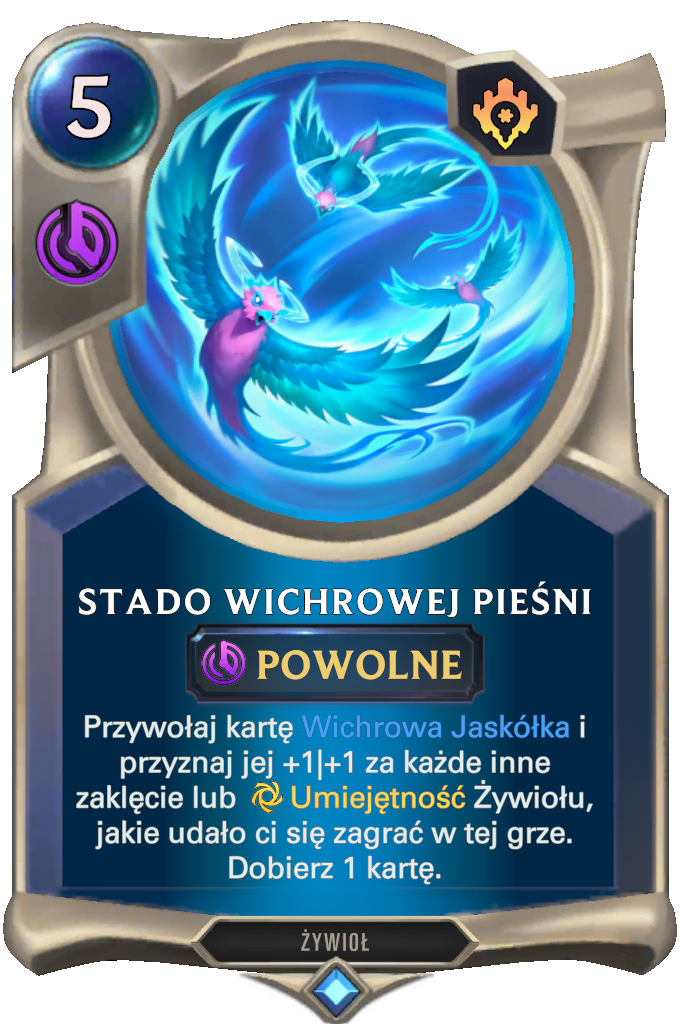 5
STADO WICHROWEJ PIEŚNI
POWOLNE
Przywołaj kartę Wichrowa Jaskółka i
przyznaj jej +1|+1 za każde inne
zaklęcie lub Umiejętność Żywiołu,
jakie udało ci się zagrać w tej grze.
Dobierz 1 kartę.
ŻYWIOŁ